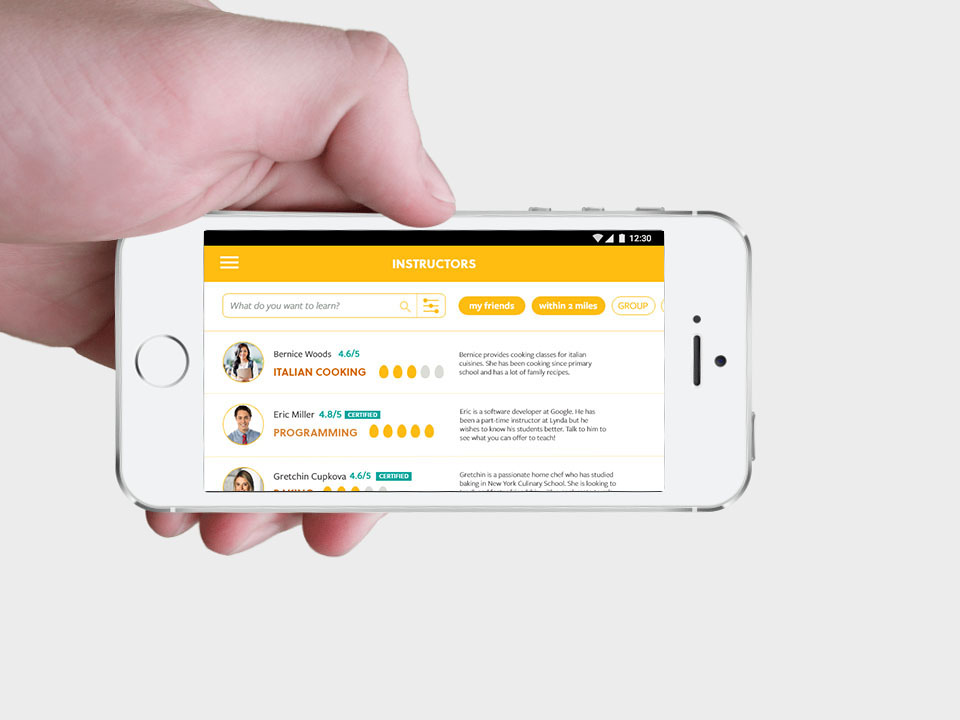 12:30
INSTRUCTORS
What do you want to learn?
my friends
within 2 miles
GROUP
Bernice Woods 4.6/5
ITALIAN COOKING
Bernice provides cooking classes for italian
cuisines. She has been cooking since primary
school and has a lot of family recipes.
Eric Miller 4.8/5 CERTIFIED
PROGRAMMING
Eric is a software developer at Google. He has
been a part-time instructor at Lynda but he
wishes to know his students better. Talk to him to
see what you can offer to teach!
Gretchin Cupkova 4.6/5 CERTIFIED
Gretchin is a passionate home chef who has studied
baking in New York Culinary School. She is looking to